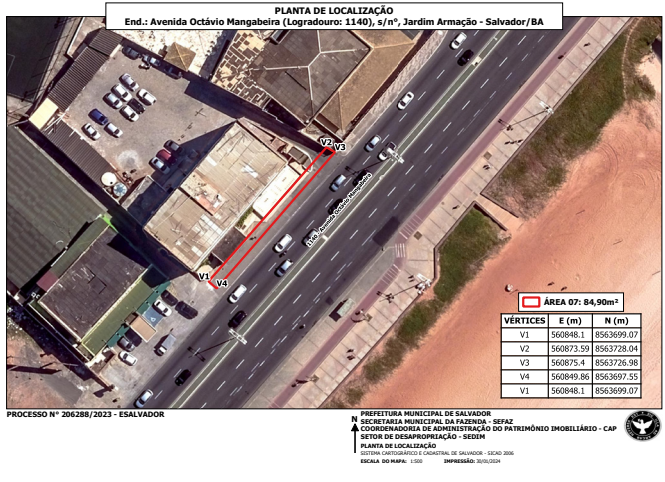 PLANTA DE LOCALIZAÇÃO
End.: Avenida Octávio Mangabeira (Logradouro: 1140), s/n°, Jardim Armação - Salvador/BA
V2
V3
1140 - Avenida Octávio Mangabeira
V1
V4
ÁREA 07: 84,90m²
VÉRTICES E (m) N (m)
V1 560848.1 8563699.07
V2 560873.59 8563728.04
V3 560875.4 8563726.98
V4 560849.86 8563697.55
V1 560848.1 8563699.07
PROCESSO N° 206288/2023 - ESALVADOR
N
PREFEITURA MUNICIPAL DE SALVADOR
SECRETARIA MUNICIPAL DA FAZENDA - SEFAZ
COORDENADORIA DE ADMINISTRAÇÃO DO PATRIMÔNIO IMOBILIÁRIO - CAP
SETOR DE DESAPROPRIAÇÃO - SEDIM
PLANTA DE LOCALIZAÇÃO
SISTEMA CARTOGRÁFICO E CADASTRAL DE SALVADOR - SICAD 2006
ESCALA DO MAPA: 1:500 IMPRESSÃO: 30/01/2024